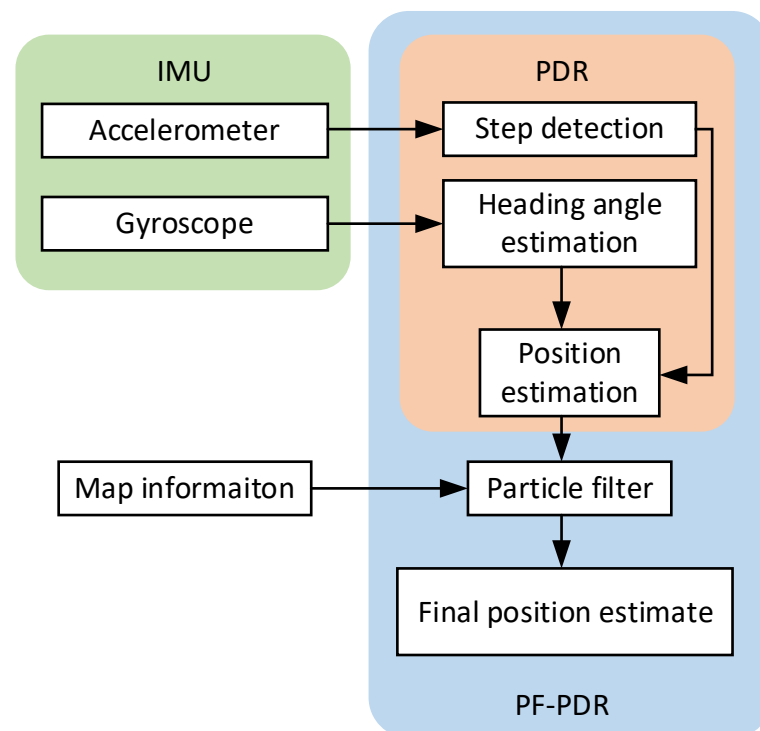 IMU
PDR
Accelerometer
Step detection
Gyroscope
Heading angle
estimation
Position
estimation
Map informaiton
Particle filter
Final position estimate
PF-PDR